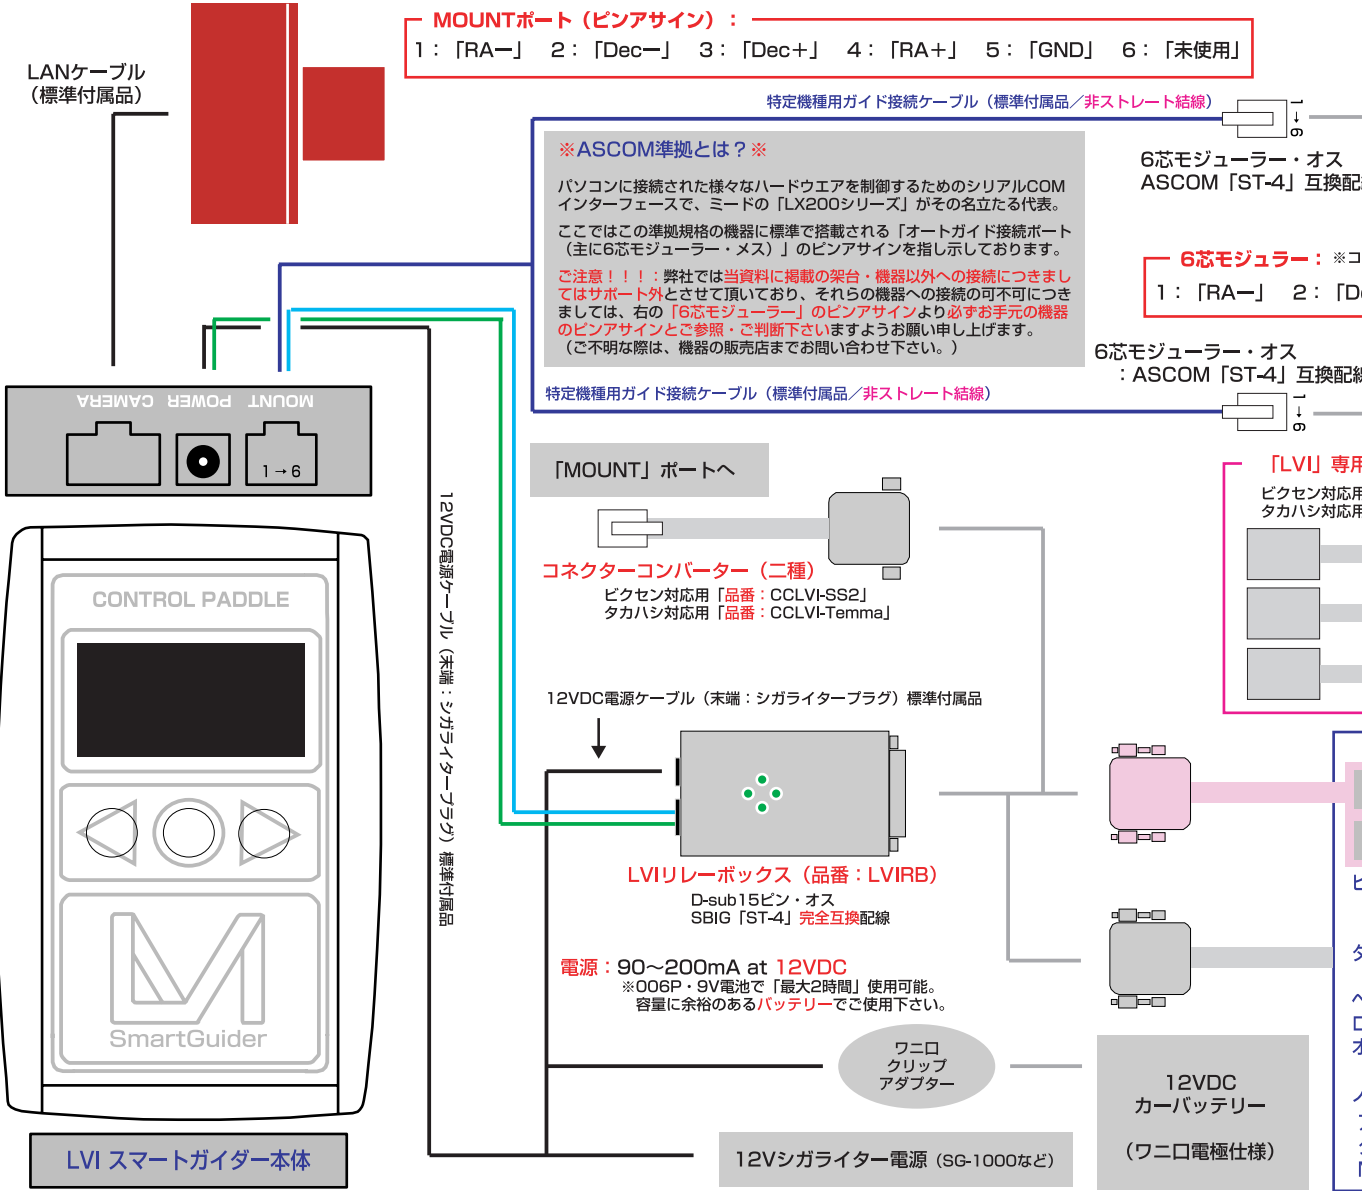 MOUNTポート（ピンアサイン）：
1：「RAー」 2：「Decー」 3：「Dec＋」 4：「RA＋」 5：「GND」 6：「未使用」
LANケーブル
（標準付属品）
特定機種用ガイド接続ケーブル（標準付属品／非ストレート結線）
1→6
6芯モジューラー・オス
ASCOM「ST-4」互換配
※ASCOM準拠とは？※
パソコンに接続された様々なハードウエアを制御するためのシリアルCOM
インターフェースで、ミードの「LX200シリーズ」がその名立たる代表。
ここではこの準拠規格の機器に標準で搭載される「オートガイド接続ポート
（主に6芯モジューラー・メス）」のピンアサインを指し示しております。
ご注意！！！：弊社では当資料に掲載の架台・機器以外への接続につきまし
てはサポート外とさせて頂いており、それらの機器への接続の可不可につき
ましては、右の「6芯モジューラー」のピンアサインより必ずお手元の機器
のピンアサインとご参照・ご判断下さいますようお願い申し上げます。
（ご不明な際は、機器の販売店までお問い合わせ下さい。）
6芯モジュラー：※コ
1：「RAー」 2：「De
6芯モジューラー・オス
：ASCOM「ST-4」互換配線
特定機種用ガイド接続ケーブル（標準付属品／非ストレート結線）
1→6
CAMERA POWER MOUNT
1→6
「MOUNT」ポートへ
「LVI」専用
ビクセン対応用
タカハシ対応用
コネクターコンバーター（二種）
ビクセン対応用「品番：CCLVI-SS2」
タカハシ対応用「品番：CCLVI-Temma」
12VDC電源ケーブル（末端：シガライタープラグ）標準付属品
CONTROL PADDLE
12VDC電源ケーブル（末端：シガライタープラグ）標準付属品
LVIリレーボックス（品番：LVIRB）
D-sub15ピン・オス
SBIG「ST-4」完全互換配線
電源：90〜200mA at 12VDC
※006P・9V電池で「最大2時間」使用可能。
容量に余裕のあるバッテリーでご使用下さい。
SmartGuider
ワニ口
クリップ
アダプター
12VDC
カーバッテリー
（ワニ口電極仕様）
LVI スマートガイダー本体
12Vシガライター電源（SG-1000など）